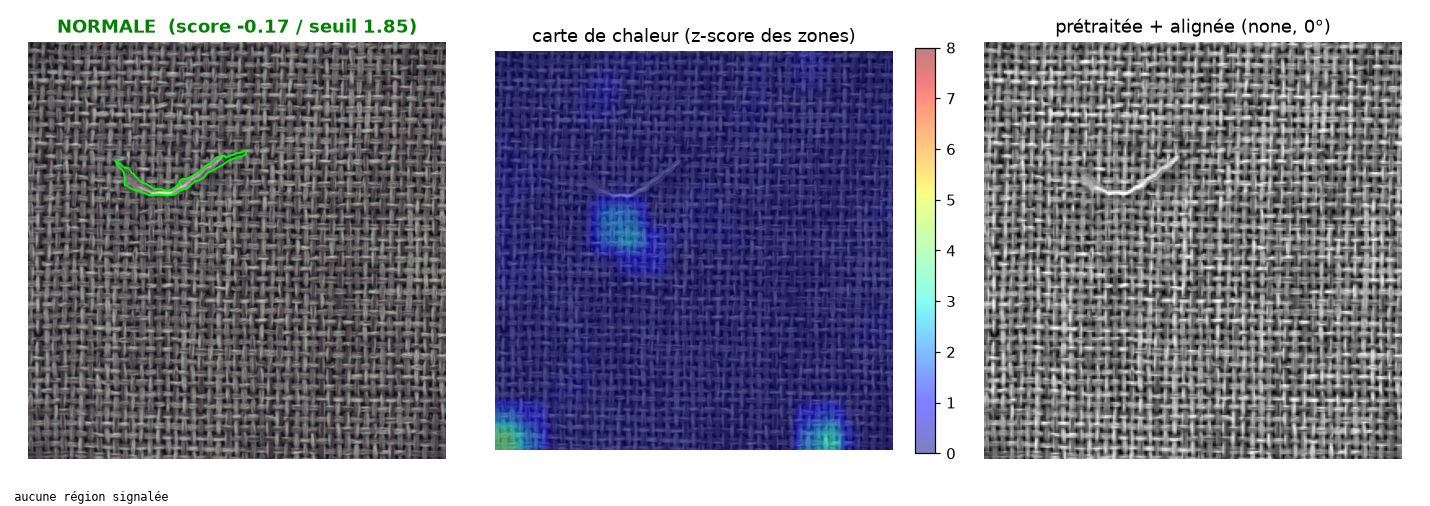 NORMALE  (score -0.17 / seuil 1.85)
carte de chaleur (z-score des zones)
prétraitée + alignée (none, 0°)
8
7
6
5
4
3
2
1
0
aucune région signalée